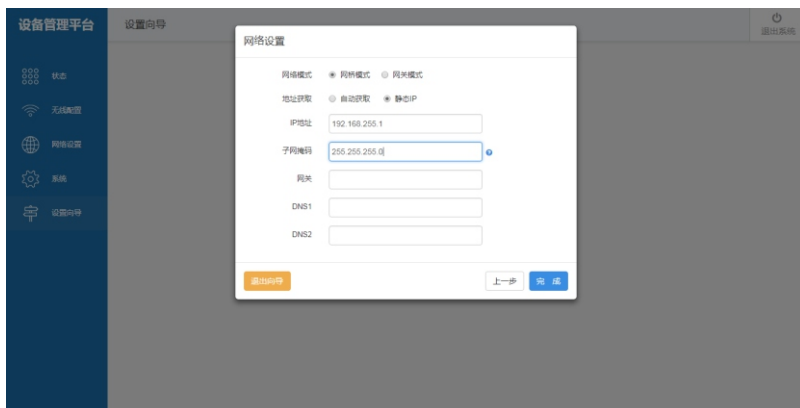 设备管理平台
设置向导
退出系统
状态
无线配置
网络设置
系统
设置向导
网络设置
网络模式 网桥模式 网关模式
地址获取 自动获取 静态IP
IP地址 192.168.255.1
子网掩码 255.255.255.0
网关
DNS1
DNS2
退出向导 上一步 完 成